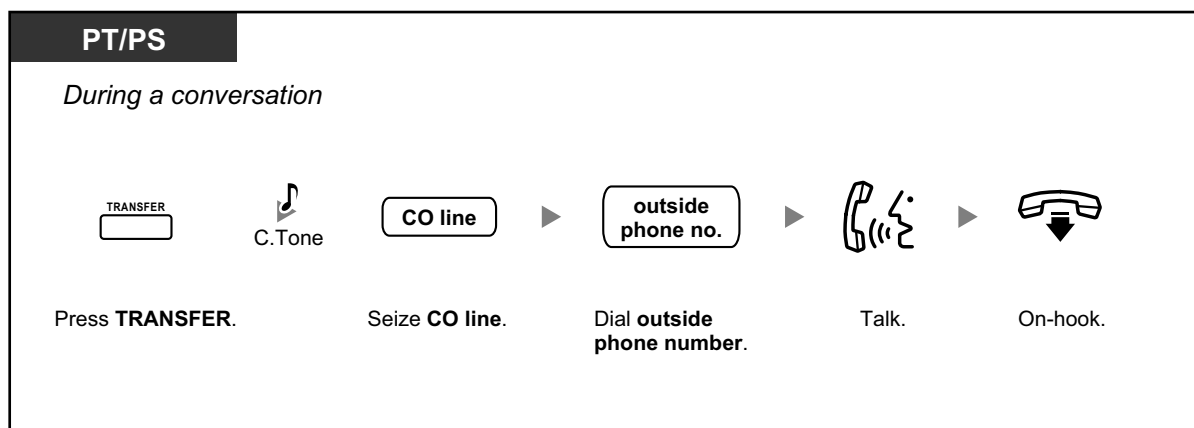 PT/PS
During a conversation
TRANSFER
C.Tone
CO line
outside
phone no.
Press TRANSFER.
Seize CO line.
Dial outside
phone number.
Talk.
On-hook.